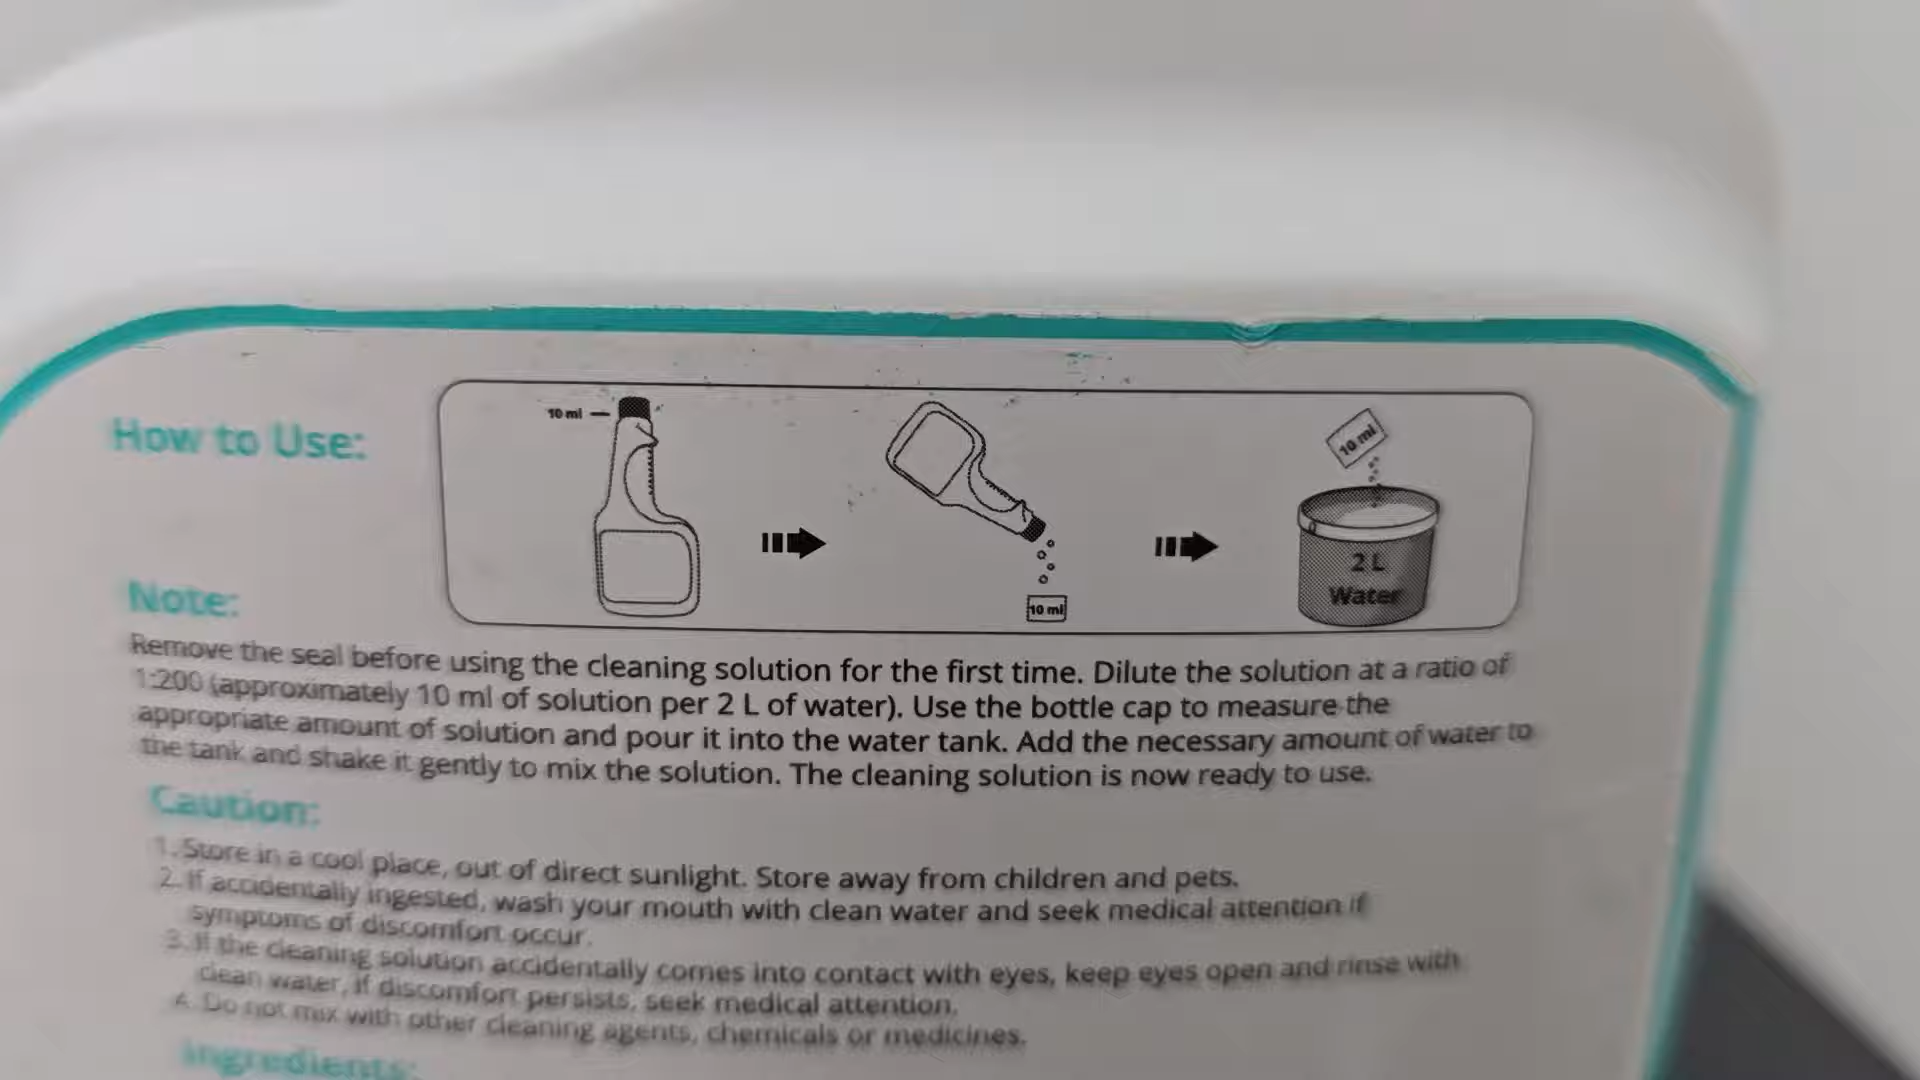 How to Use:
10 ml
10 ml
10 ml
2 L
Water
Note:
Remove the seal before using the cleaning solution for the first time. Dilute the solution at a ratio of
1:200 (approximately 10 ml of solution per 2 L of water). Use the bottle cap to measure the
appropriate amount of solution and pour it into the water tank. Add the necessary amount of water to
the tank and shake it gently to mix the solution. The cleaning solution is now ready to use.
Caution:
1. Store in a cool place, out of direct sunlight. Store away from children and pets.
2. If accidentally ingested, wash your mouth with clean water and seek medical attention if
symptoms of discomfort occur.
3. If the cleaning solution accidentally comes into contact with eyes, keep eyes open and rinse with
clean water, if discomfort persists, seek medical attention.
4. Do not mix with other cleaning agents, chemicals or medicines.
Ingredients: